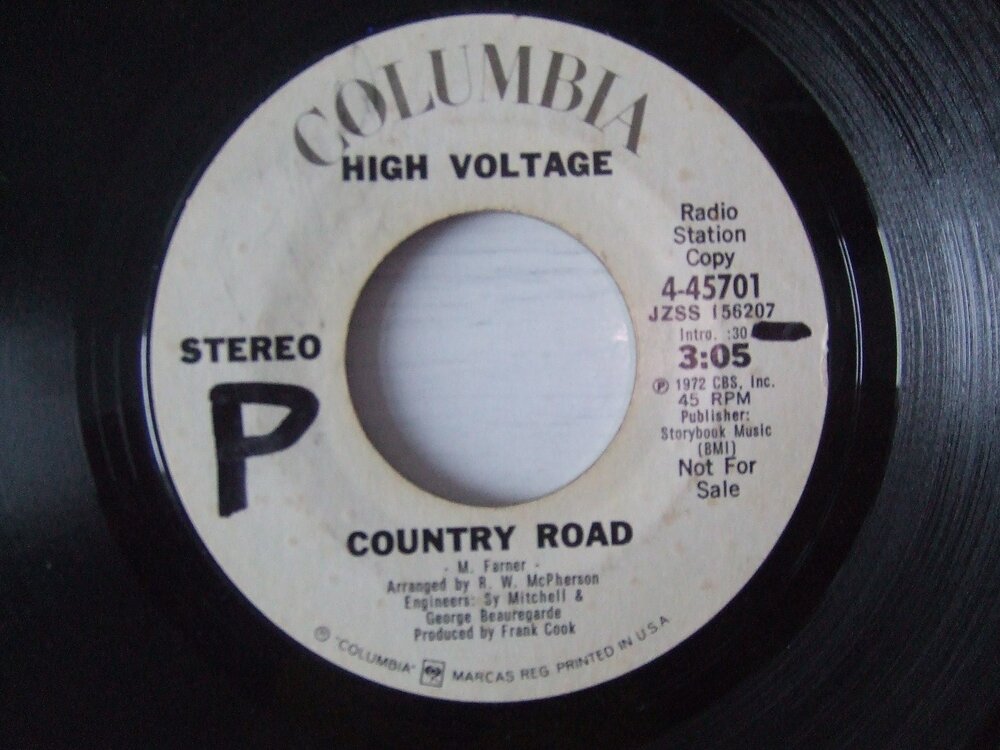 COLUMBIA
HIGH VOLTAGE
Radio
Station
Copy
4-45701
JZSS 156207
Intro. :30
3:05
℗ 1972 CBS, Inc.
45 RPM
Publisher:
Storybook Music
(BMI)
Not For
Sale
STEREO
P
COUNTRY ROAD
- M. Farner -
Arranged by R. W. McPherson
Engineers: Sy Mitchell &
George Beauregarde
Produced by Frank Cook
® "COLUMBIA" MARCAS REG. PRINTED IN U.S.A